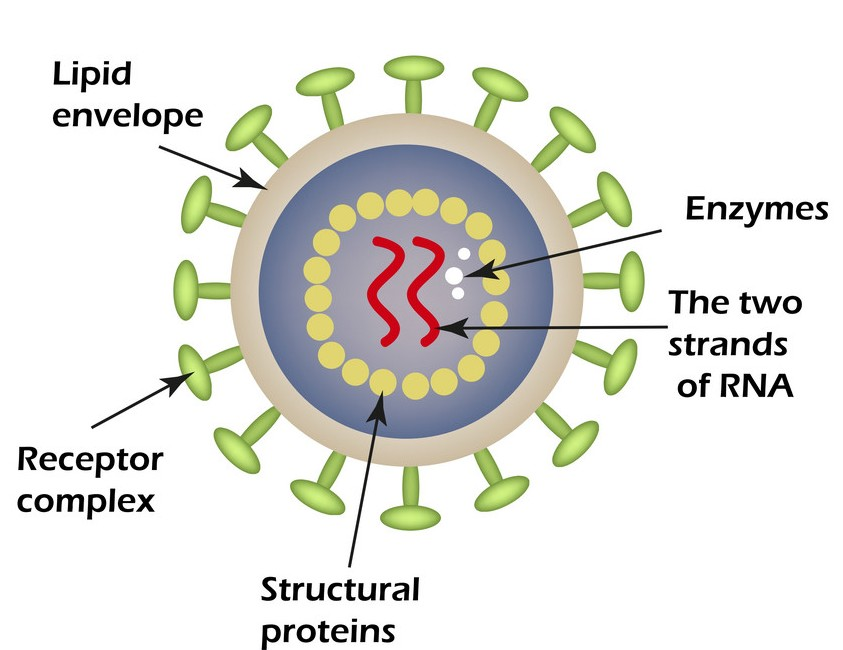 Lipid
envelope
Enzymes
The two
strands
of RNA
Receptor
complex
Structural
proteins